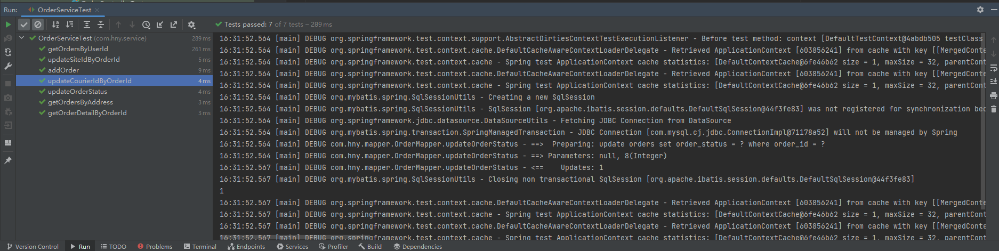 Run: OrderServiceTest
Tests passed: 7 of 7 tests – 289 ms
OrderServiceTest (com.hny.service) 289 ms
getOrdersByUserId 261 ms
updateSiteIdByOrderId 5 ms
addOrder 9 ms
updateCourierIdByOrderId 4 ms
updateOrderStatus 4 ms
getOrdersByAddress 3 ms
getOrderDetailByOrderId 3 ms
16:31:52.564 [main] DEBUG org.springframework.test.context.support.AbstractDirtiesContextTestExecutionListener - Before test method: context [DefaultTestContext@4abdb505 testClass
16:31:52.564 [main] DEBUG org.springframework.test.context.cache.DefaultCacheAwareContextLoaderDelegate - Retrieved ApplicationContext [603856241] from cache with key [[MergedConte
16:31:52.564 [main] DEBUG org.springframework.test.context.cache - Spring test ApplicationContext cache statistics: [DefaultContextCache@6fe46b62 size = 1, maxSize = 32, parentCont
16:31:52.564 [main] DEBUG org.springframework.test.context.cache.DefaultCacheAwareContextLoaderDelegate - Retrieved ApplicationContext [603856241] from cache with key [[MergedConte
16:31:52.564 [main] DEBUG org.springframework.test.context.cache - Spring test ApplicationContext cache statistics: [DefaultContextCache@6fe46b62 size = 1, maxSize = 32, parentCont
16:31:52.564 [main] DEBUG org.mybatis.spring.SqlSessionUtils - Creating a new SqlSession
16:31:52.564 [main] DEBUG org.mybatis.spring.SqlSessionUtils - SqlSession [org.apache.ibatis.session.defaults.DefaultSqlSession@44f3fe83] was not registered for synchronization bec
16:31:52.564 [main] DEBUG org.springframework.jdbc.datasource.DataSourceUtils - Fetching JDBC Connection from DataSource
16:31:52.564 [main] DEBUG org.mybatis.spring.transaction.SpringManagedTransaction - JDBC Connection [com.mysql.cj.jdbc.ConnectionImpl@71178a52] will not be managed by Spring
16:31:52.564 [main] DEBUG com.hny.mapper.OrderMapper.updateOrderStatus - ==>  Preparing: update orders set order_status = ? where order_id = ?
16:31:52.564 [main] DEBUG com.hny.mapper.OrderMapper.updateOrderStatus - ==> Parameters: null, 8(Integer)
16:31:52.567 [main] DEBUG com.hny.mapper.OrderMapper.updateOrderStatus - <==    Updates: 1
16:31:52.567 [main] DEBUG org.mybatis.spring.SqlSessionUtils - Closing non transactional SqlSession [org.apache.ibatis.session.defaults.DefaultSqlSession@44f3fe83]
1
16:31:52.567 [main] DEBUG org.springframework.test.context.cache.DefaultCacheAwareContextLoaderDelegate - Retrieved ApplicationContext [603856241] from cache with key [[MergedConte
16:31:52.567 [main] DEBUG org.springframework.test.context.cache - Spring test ApplicationContext cache statistics: [DefaultContextCache@6fe46b62 size = 1, maxSize = 32, parentCont
16:31:52.567 [main] DEBUG org.springframework.test.context.cache.DefaultCacheAwareContextLoaderDelegate - Retrieved ApplicationContext [603856241] from cache with key [[MergedConte
16:31:52.567 [main] DEBUG org.springframework.test.context.cache - Spring test ApplicationContext cache statistics: [DefaultContextCache@6fe46b62 size = 1, maxSize = 32, parentCont
Version Control Run TODO Problems Terminal Endpoints Services Profiler Build Dependencies